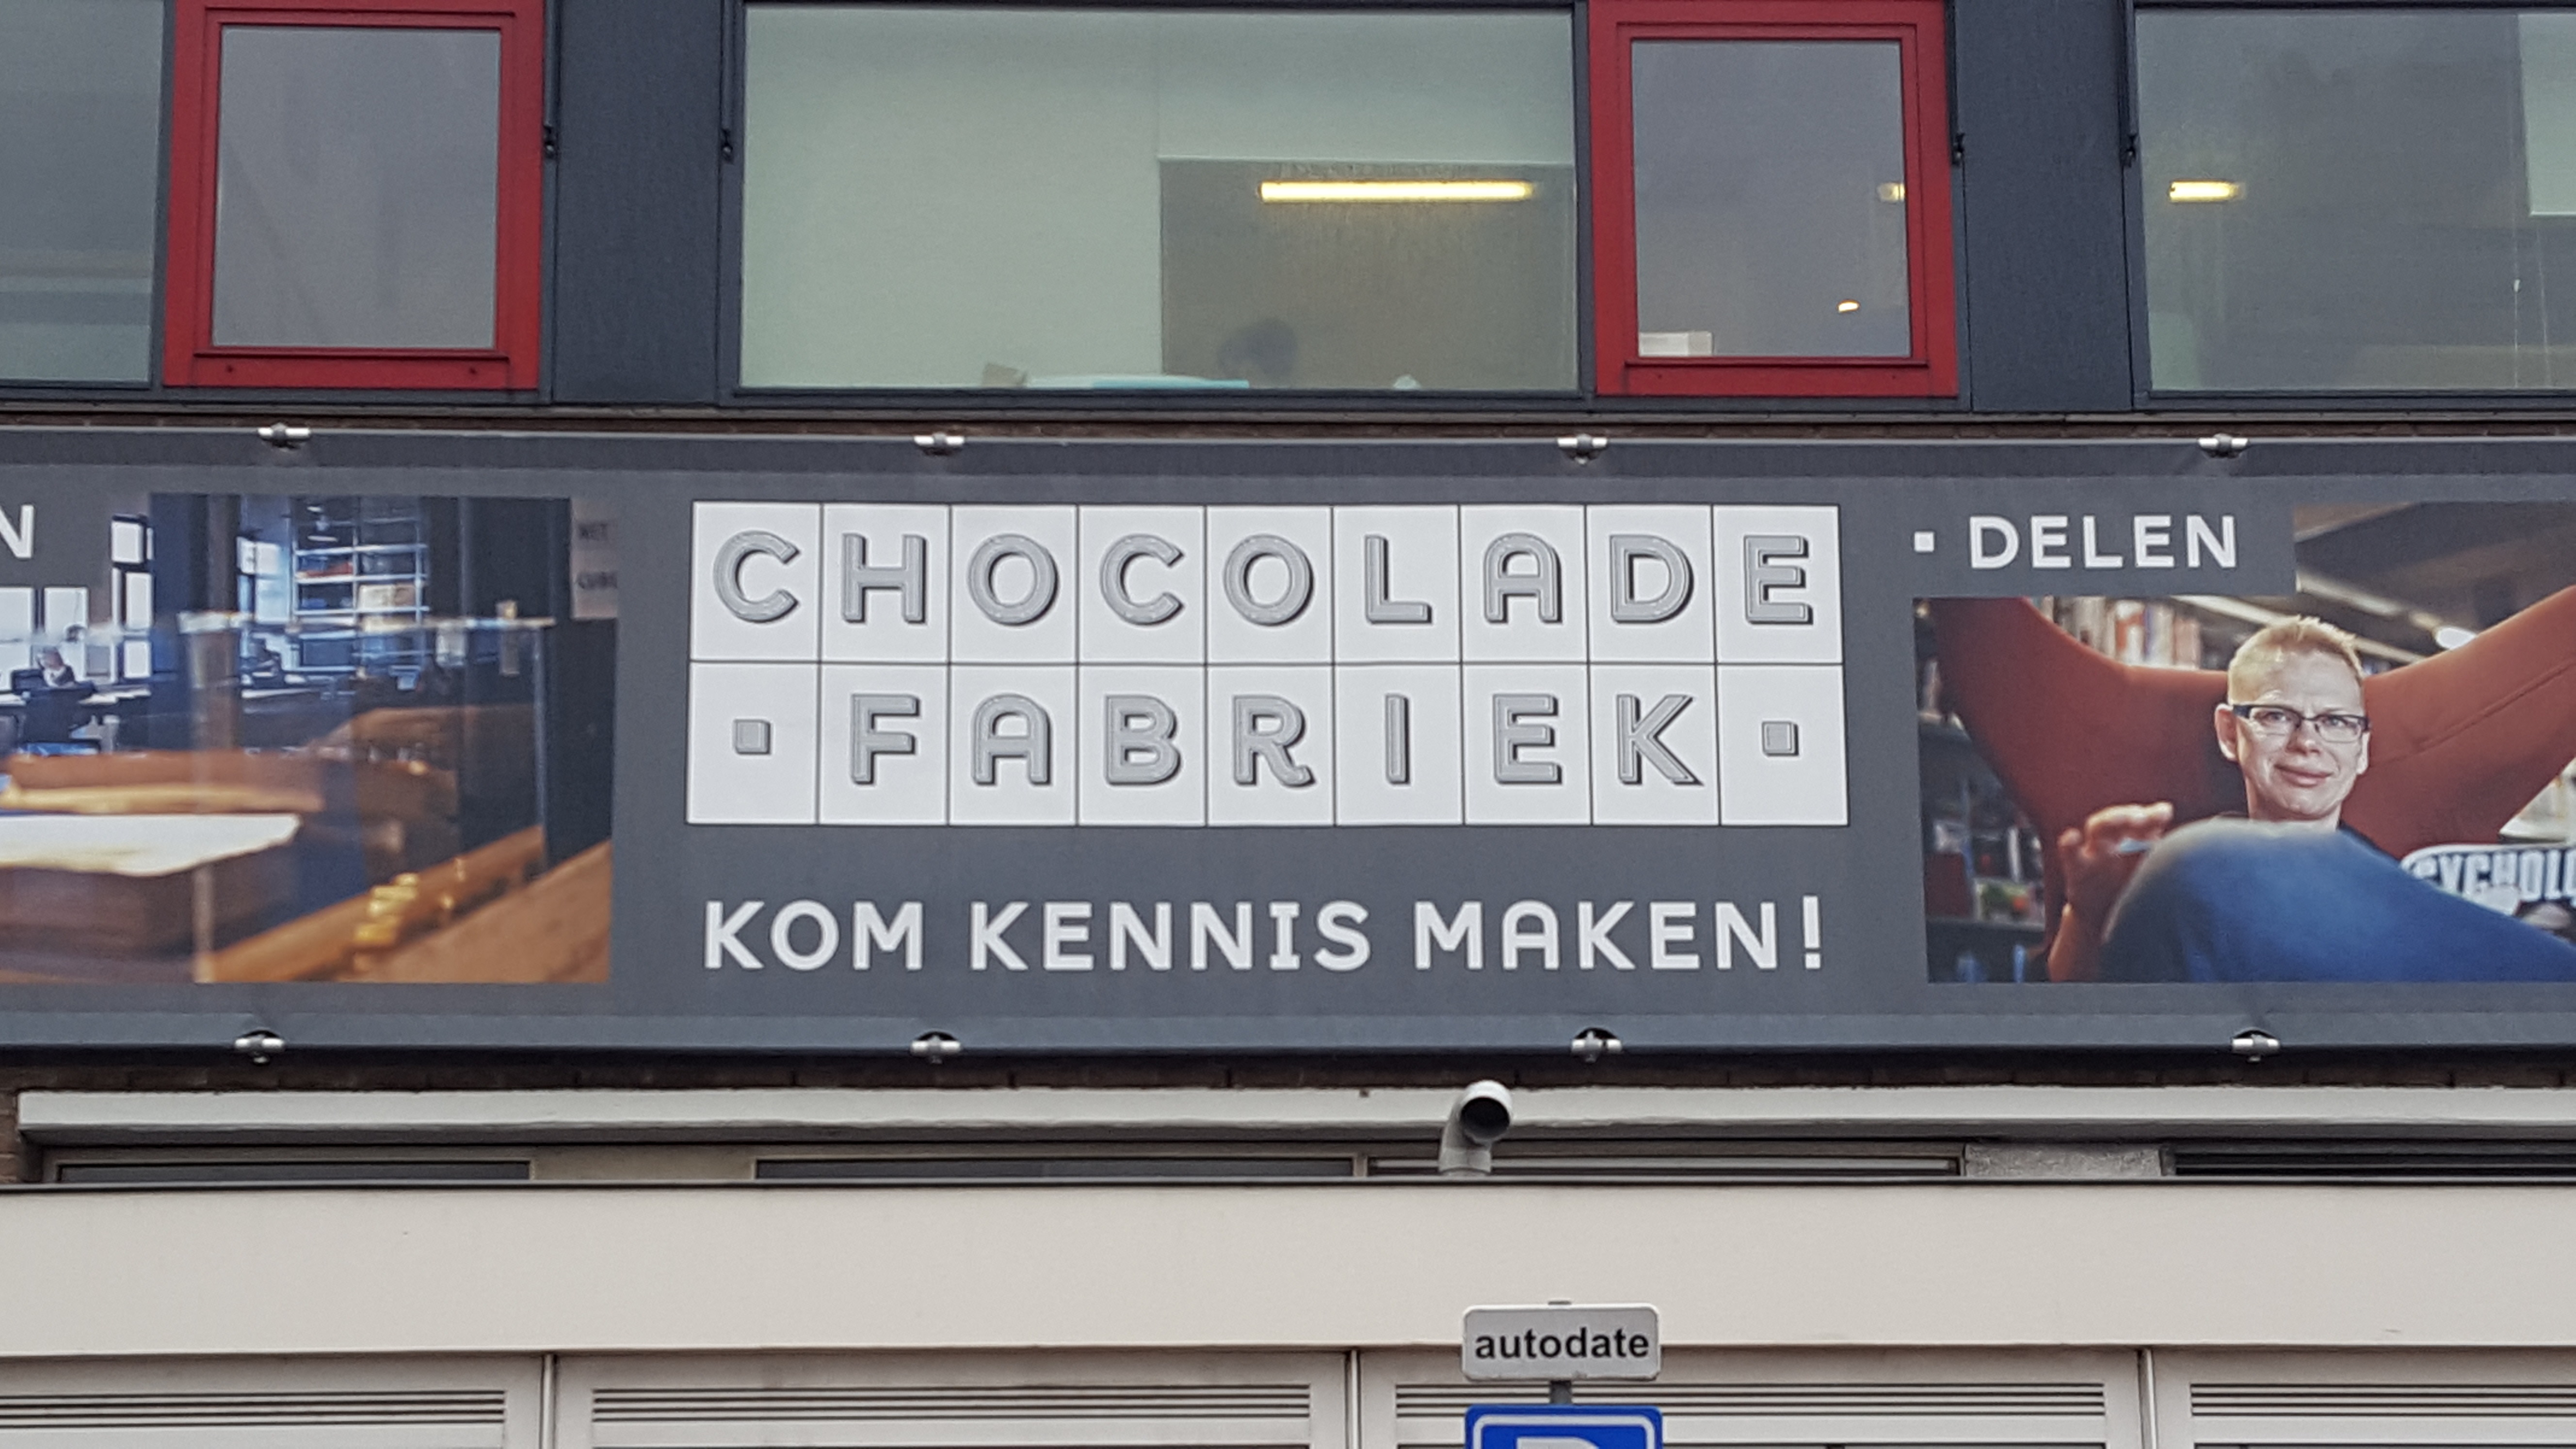 N
CHOCOLADE
· FABRIEK ·
KOM KENNIS MAKEN!
· DELEN
autodate
P